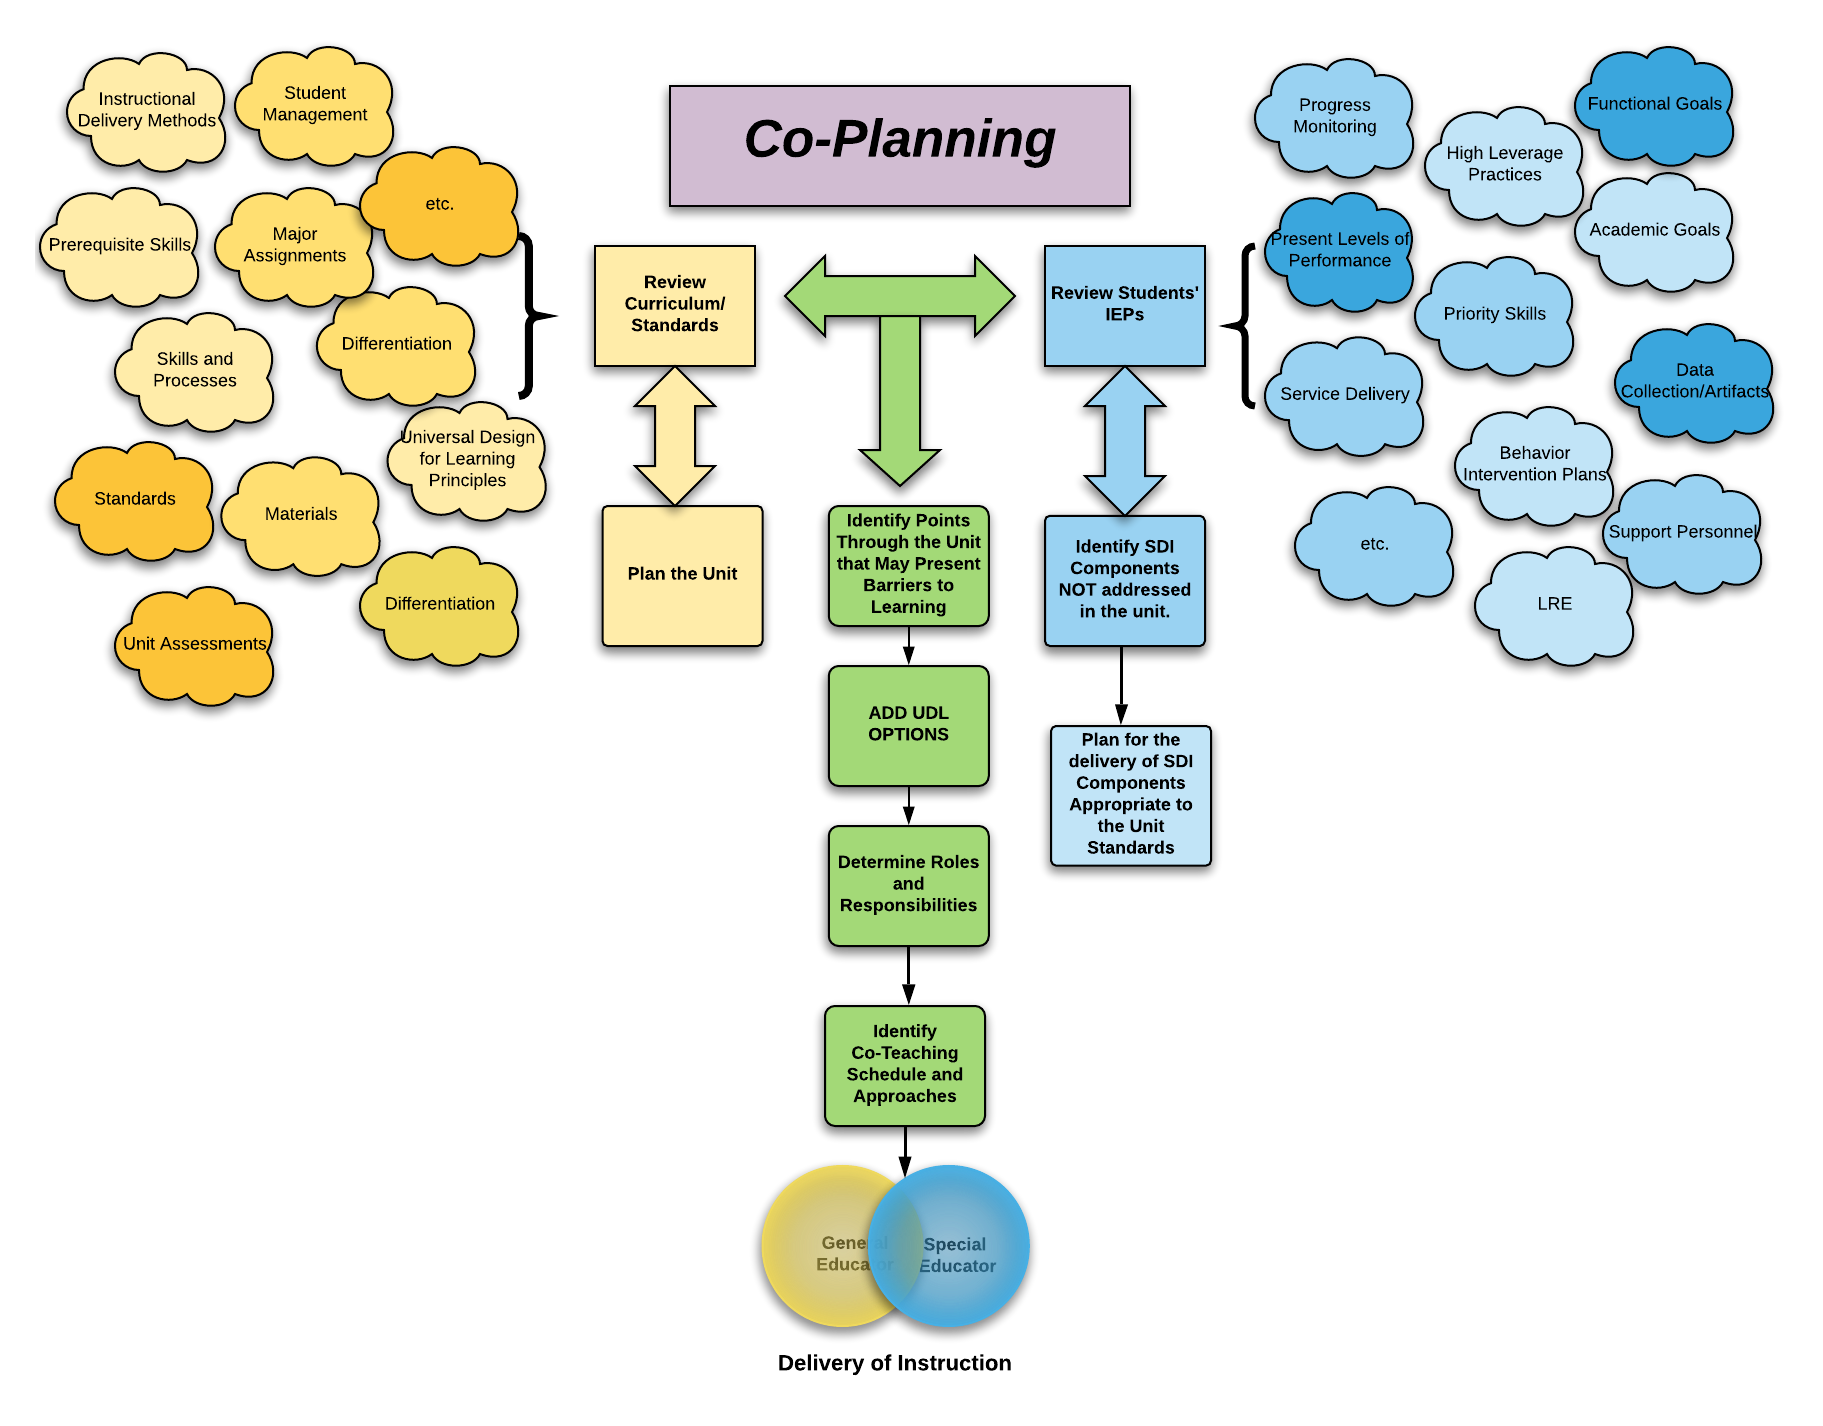 Co-Planning
Instructional
Delivery Methods
Student
Management
etc.
Prerequisite Skills
Major
Assignments
Skills and
Processes
Differentiation
Universal Design
for Learning
Principles
Standards
Materials
Differentiation
Unit Assessments
Review
Curriculum/
Standards
Plan the Unit
Identify Points
Through the Unit
that May Present
Barriers to
Learning
ADD UDL
OPTIONS
Determine Roles
and
Responsibilities
Identify
Co-Teaching
Schedule and
Approaches
General
Educator
Special
Educator
Delivery of Instruction
Review Students'
IEPs
Identify SDI
Components
NOT addressed
in the unit.
Plan for the
delivery of SDI
Components
Appropriate to
the Unit
Standards
Progress
Monitoring
High Leverage
Practices
Functional Goals
Academic Goals
Present Levels of
Performance
Priority Skills
Service Delivery
Data
Collection/Artifacts
Behavior
Intervention Plans
etc.
Support Personnel
LRE